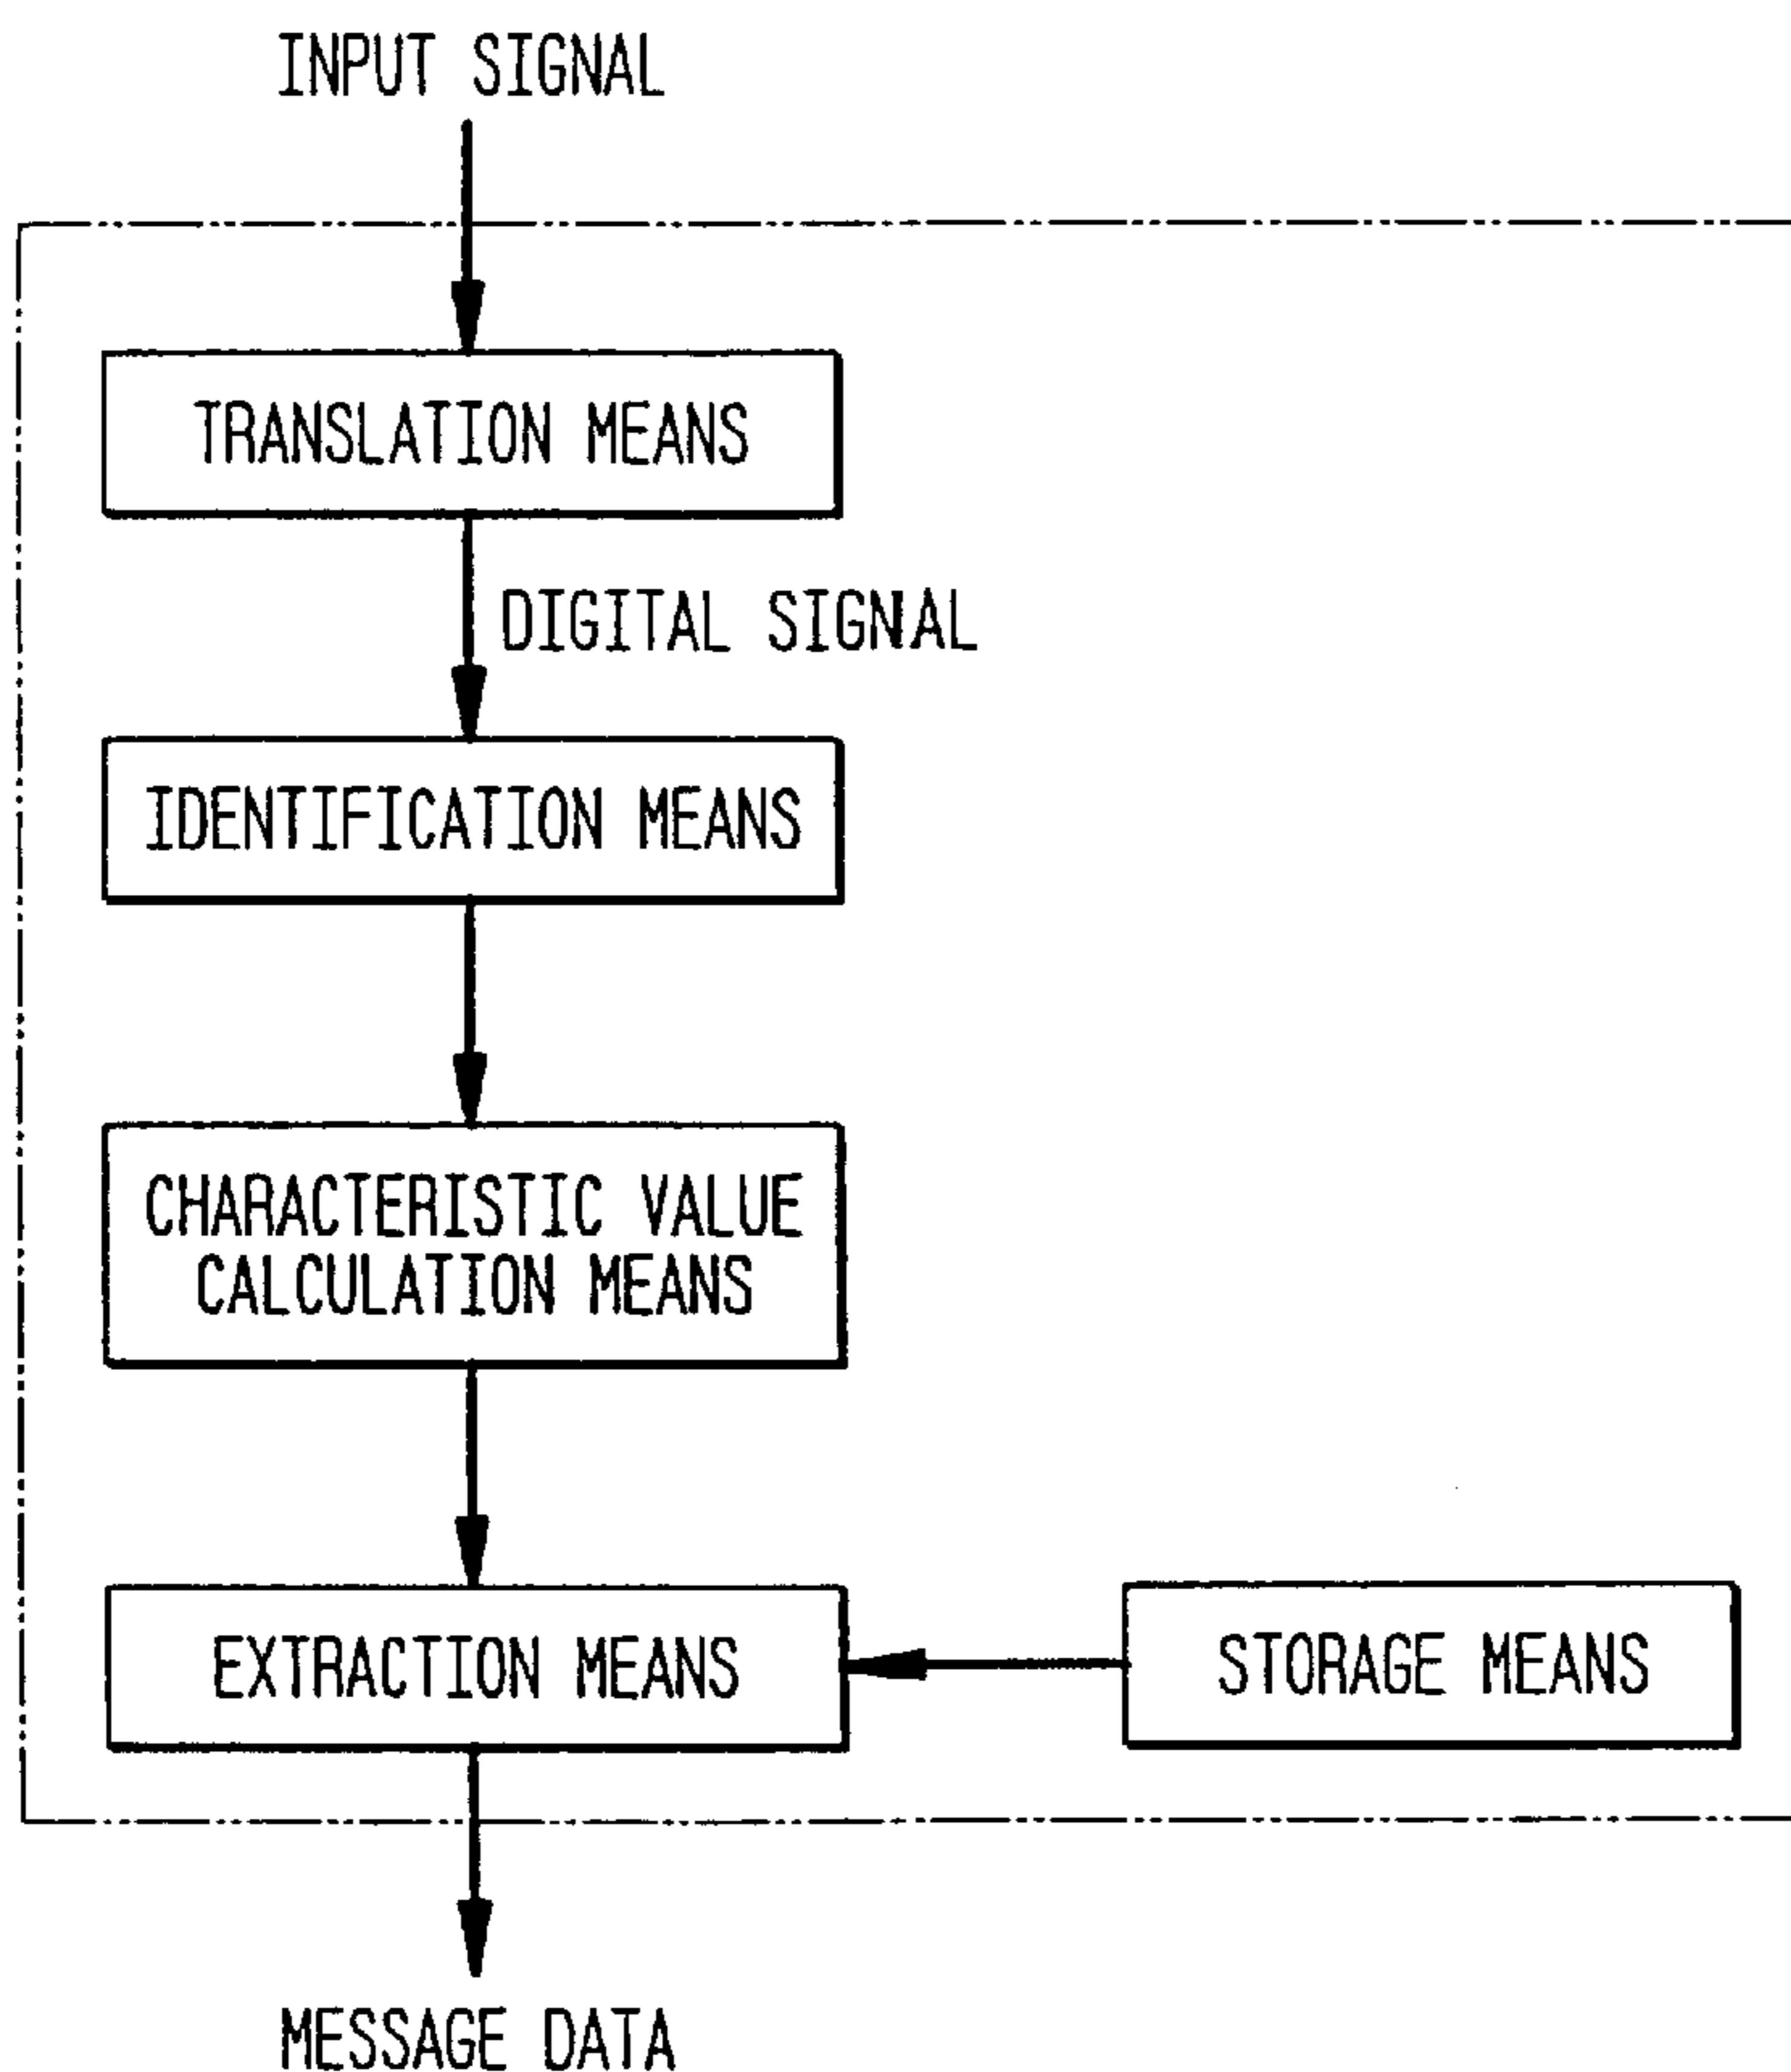 INPUT SIGNAL
TRANSLATION MEANS
DIGITAL SIGNAL
IDENTIFICATION MEANS
CHARACTERISTIC VALUE
CALCULATION MEANS
EXTRACTION MEANS
STORAGE MEANS
MESSAGE DATA